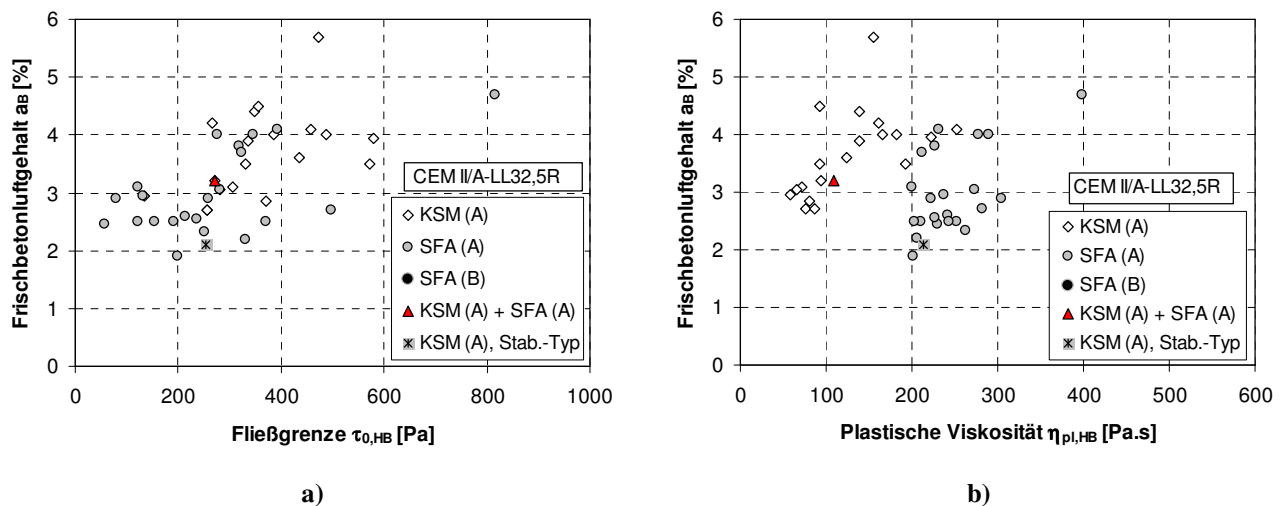 6
5
4
3
2
1
0
0 200 400 600 800 1000
Frischbetonluftgehalt aB [%]
Fließgrenze τ0,HB [Pa]
CEM II/A-LL32,5R
KSM (A)
SFA (A)
SFA (B)
KSM (A) + SFA (A)
KSM (A), Stab.-Typ
a)
6
5
4
3
2
1
0
0 100 200 300 400 500 600
Frischbetonluftgehalt aB [%]
Plastische Viskosität ηpl,HB [Pa.s]
CEM II/A-LL32,5R
KSM (A)
SFA (A)
SFA (B)
KSM (A) + SFA (A)
KSM (A), Stab.-Typ
b)